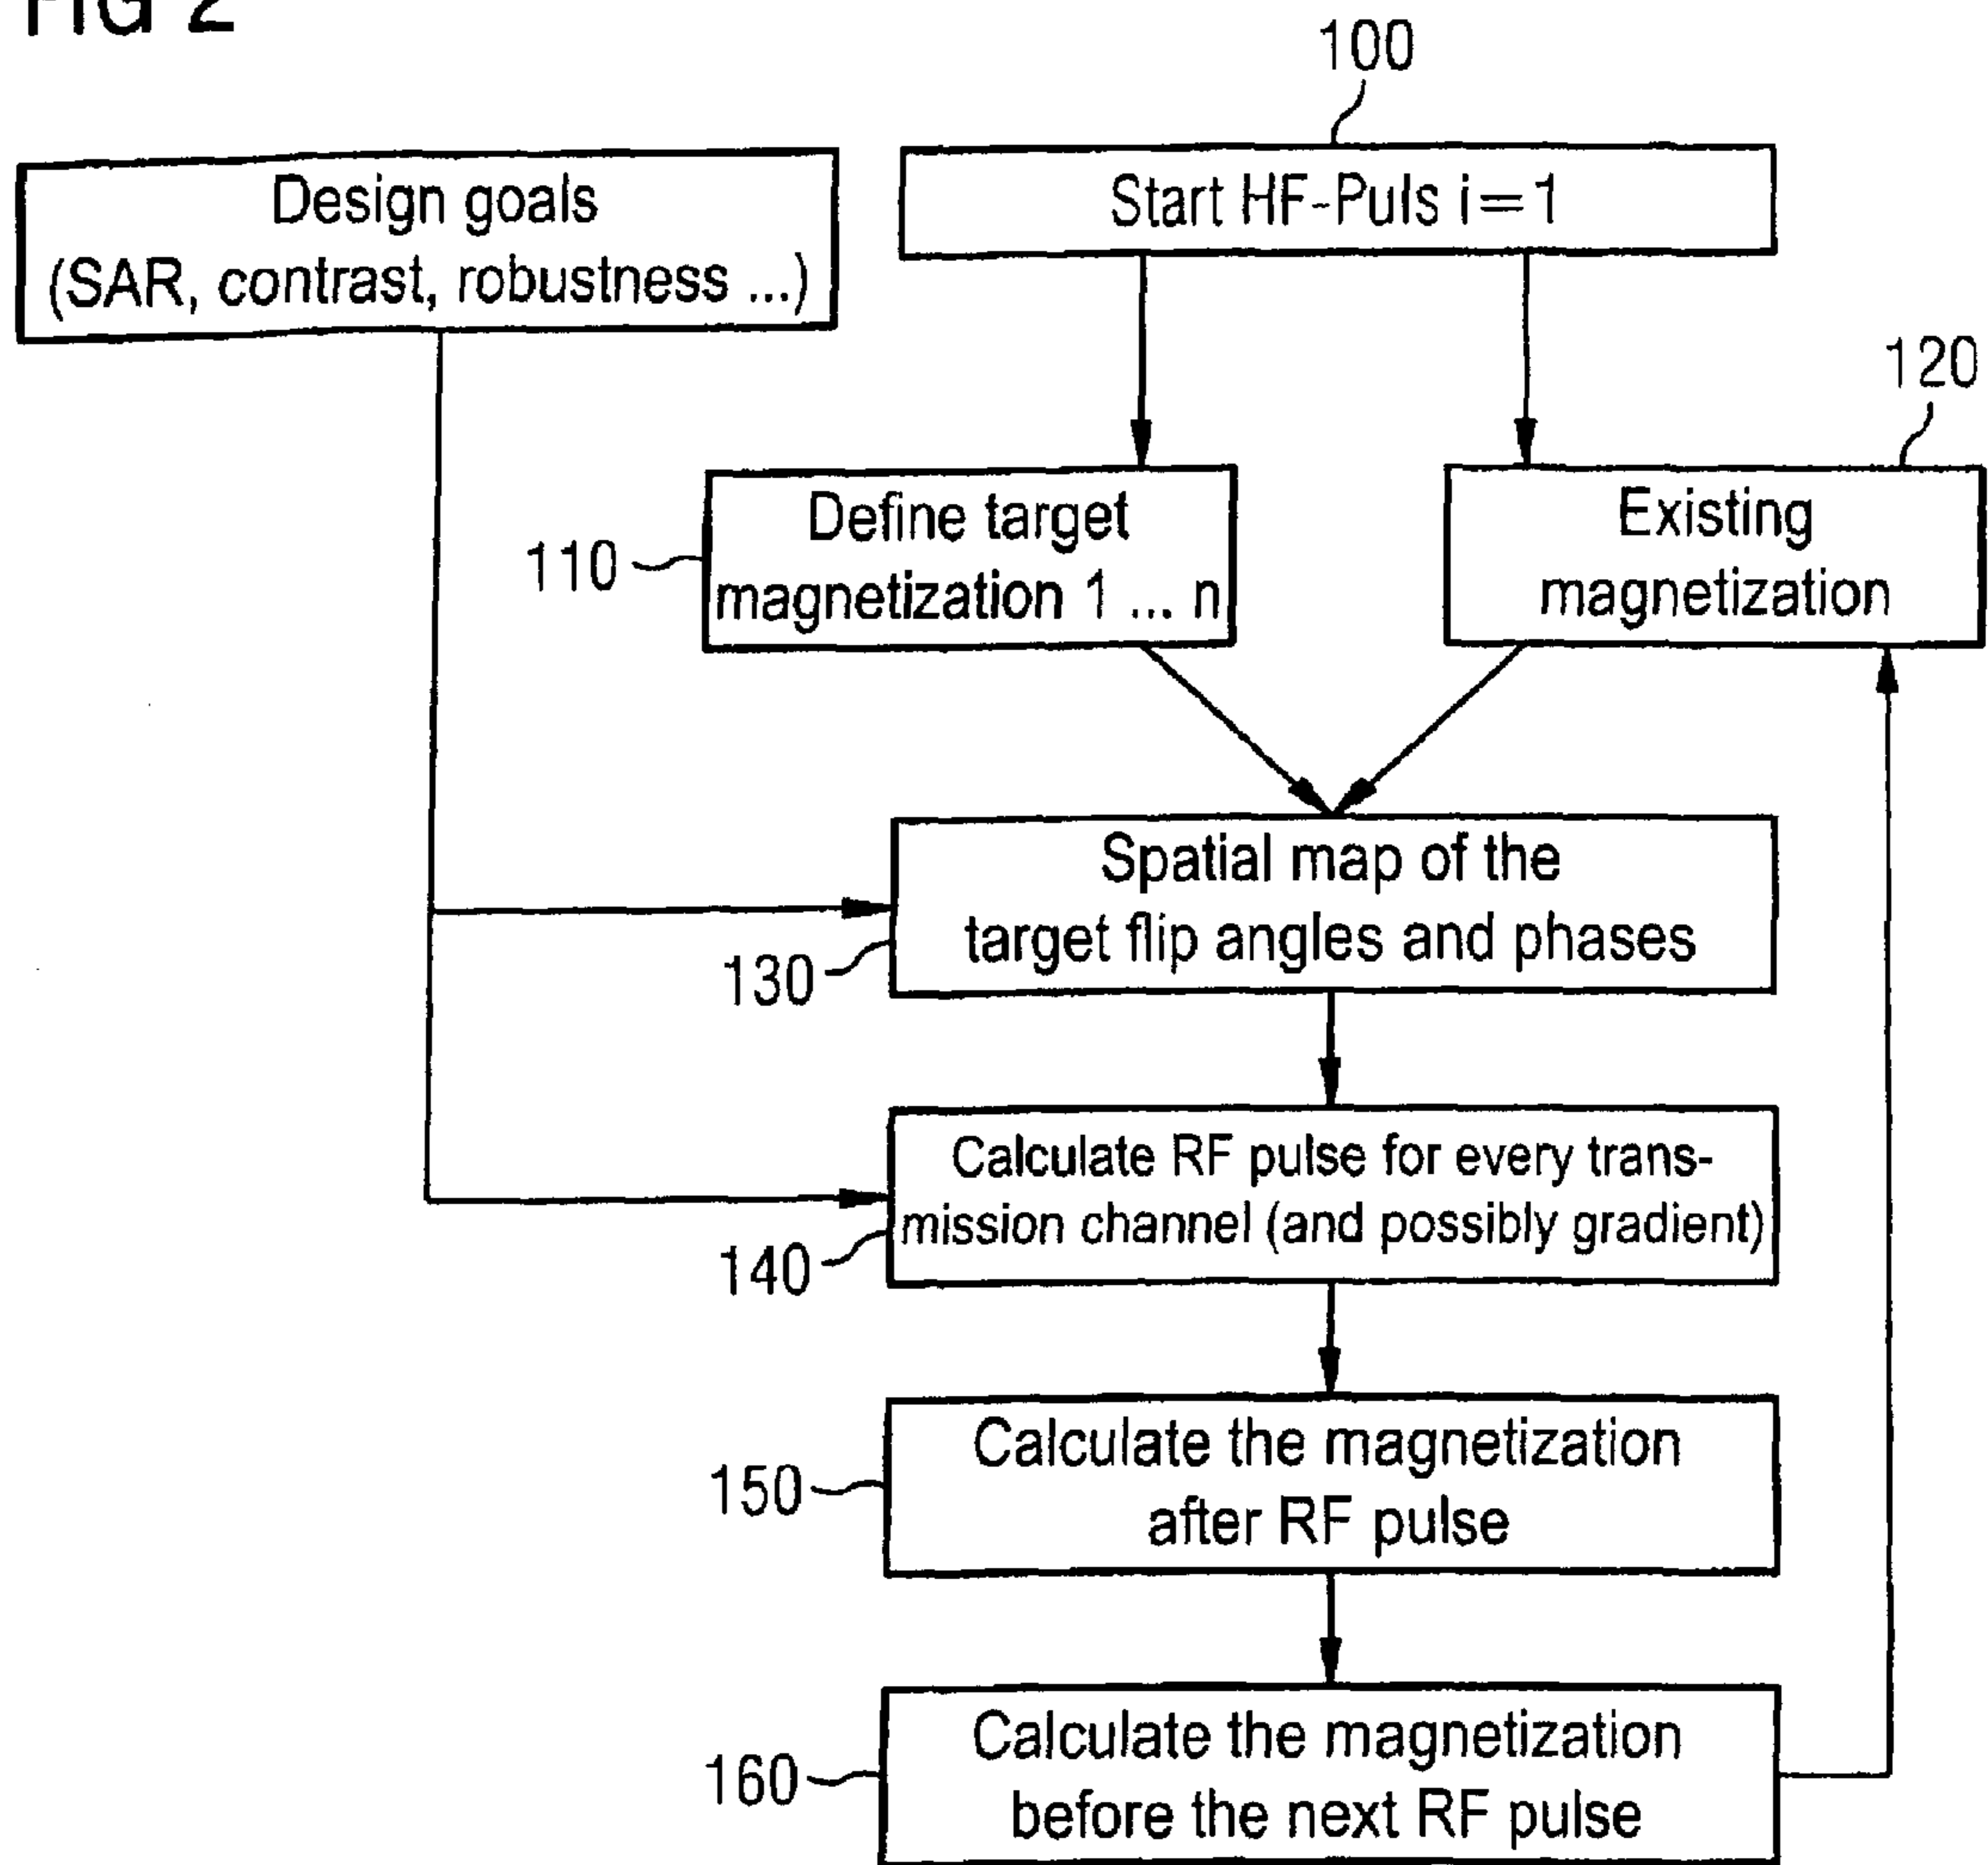 FIG 2
100
Design goals
(SAR, contrast, robustness ...)
Start HF-Puls i=1
120
110
Define target
magnetization 1 ... n
Existing
magnetization
Spatial map of the
target flip angles and phases
130
Calculate RF pulse for every trans-
mission channel (and possibly gradient)
140
Calculate the magnetization
after RF pulse
150
Calculate the magnetization
before the next RF pulse
160